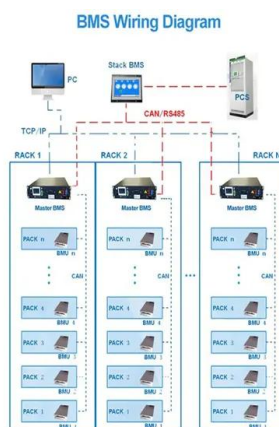 BMS Wiring Diagram
PC
Stack BMS
PCS
CAN/RS485
TCP/IP
RACK 1
RACK 2
RACK N
Master BMS
Master BMS
Master BMS
PACK n
BMU n
PACK n
BMU n
PACK n
BMU n
CAN
CAN
CAN
PACK 4
BMU 4
PACK 4
BMU 4
PACK 4
BMU 4
PACK 3
BMU 3
PACK 3
BMU 3
PACK 3
BMU 3
PACK 2
BMU 2
PACK 2
BMU 2
PACK 2
BMU 2
PACK 1
PACK 1
PACK 1